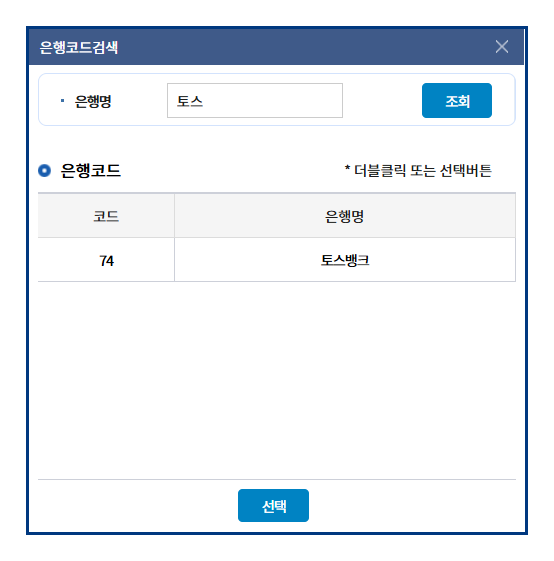 은행코드검색
은행명 토스 조회
은행코드 * 더블클릭 또는 선택버튼
코드 은행명
74 토스뱅크
선택